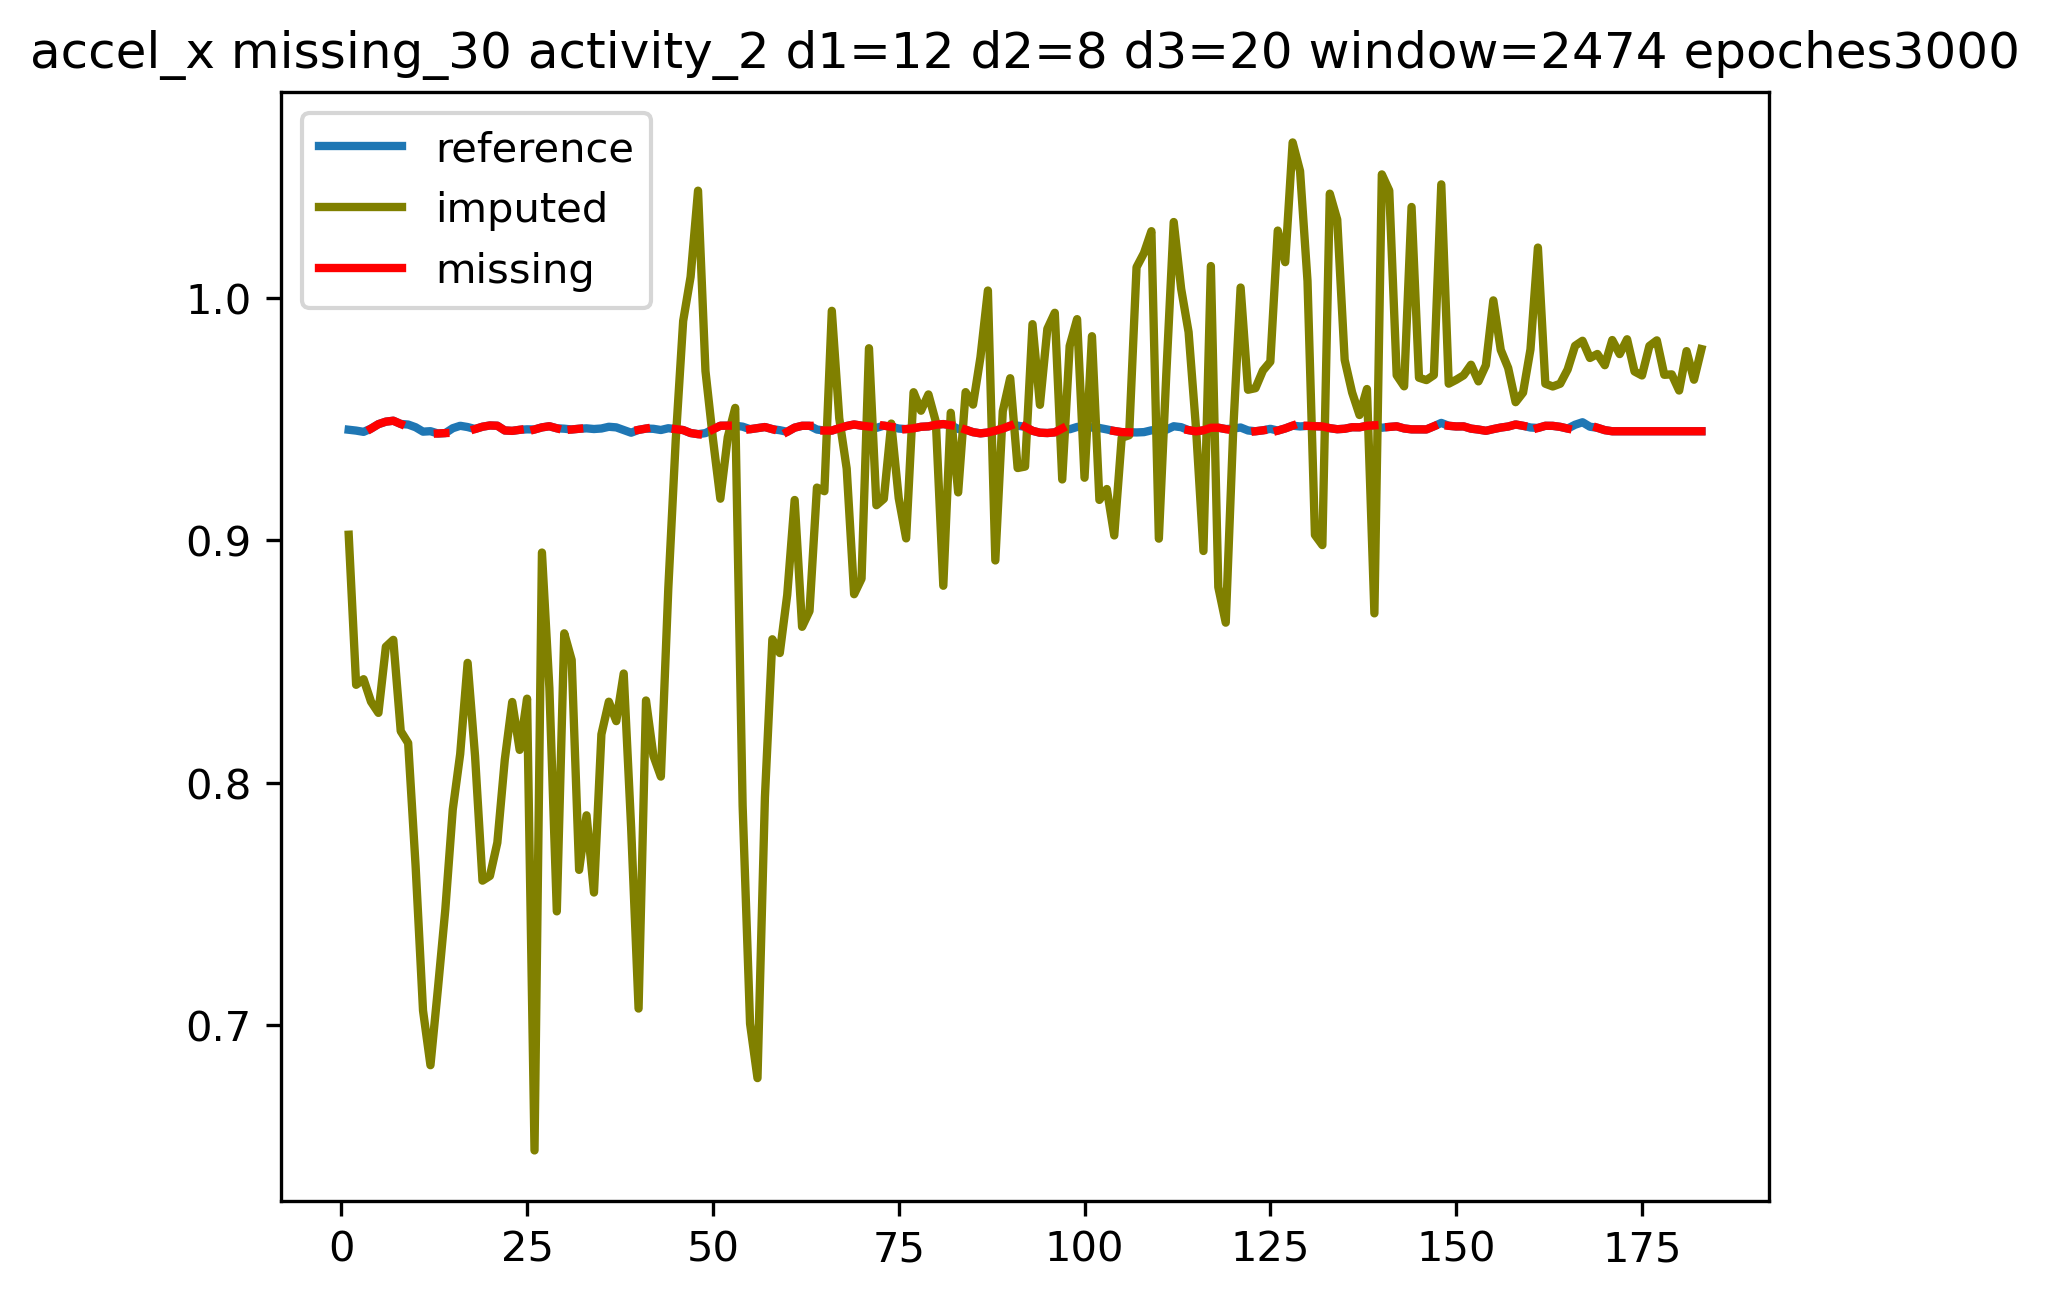 accel_x missing_30 activity_2 d1=12 d2=8 d3=20 window=2474 epoches3000
reference
imputed
missing
1.0
0.9
0.8
0.7
0 25 50 75 100 125 150 175